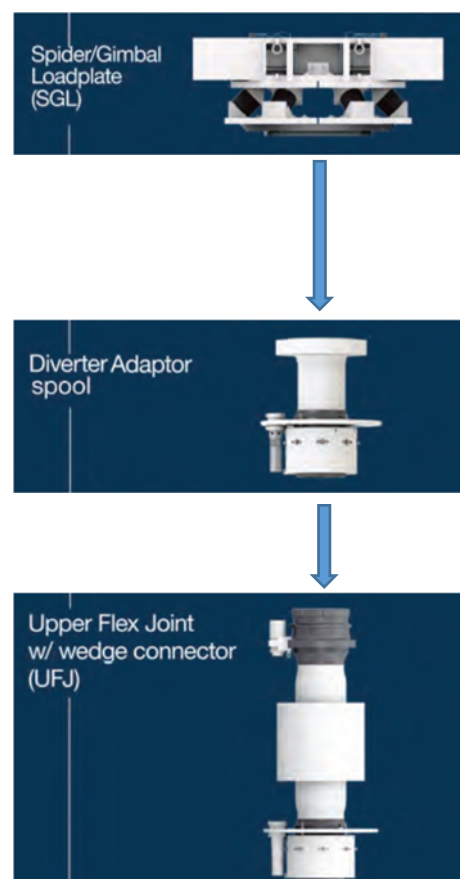 Spider/Gimbal
Loadplate
(SGL)
Diverter Adaptor
spool
Upper Flex Joint
w/ wedge connector
(UFJ)